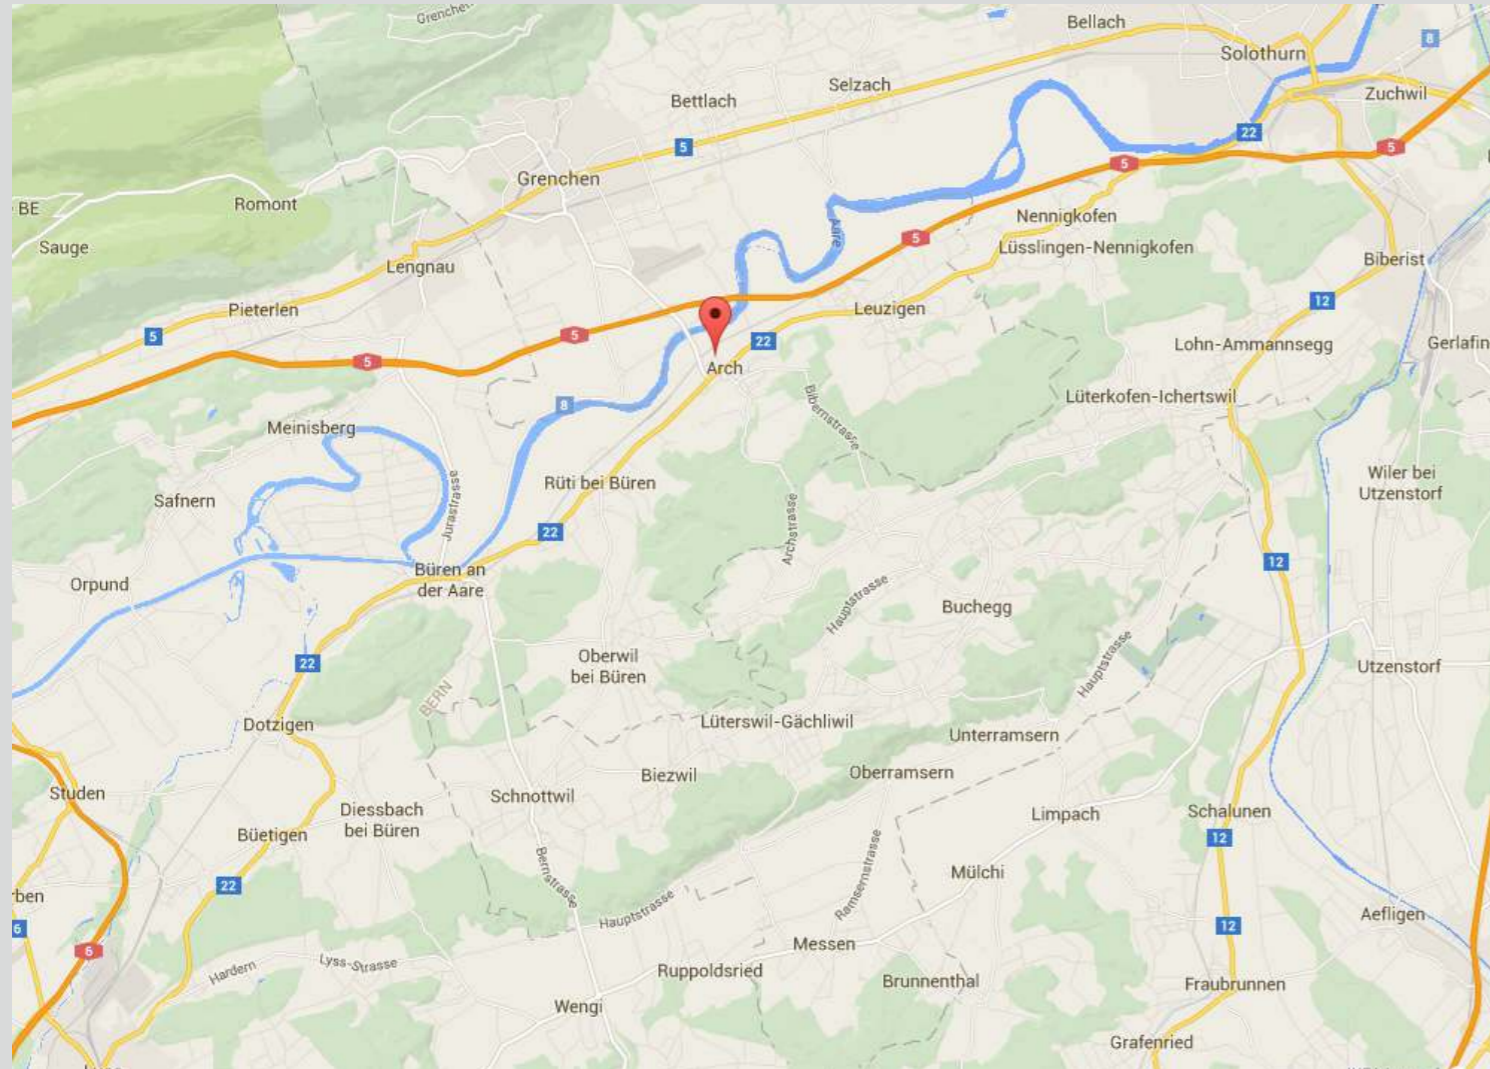 Grenchen
Bellach
8
Solothurn
Selzach
Zuchwil
Bettlach
22
5
5
5
Grenchen
BE
Romont
Nennigkofen
Aare
5
Sauge
Lüsslingen-Nennigkofen
Biberist
Lengnau
Pieterlen
Leuzigen
12
5
5
22
Lohn-Ammannsegg
Gerlafin
5
Arch
Lüterkofen-Ichertswil
8
Bibernstrasse
Meinisberg
Wiler bei
Utzenstorf
Rüti bei Büren
Safnern
Jurastrasse
Archstrasse
22
12
Büren an
der Aare
Orpund
Hauptstrasse
Buchegg
Oberwil
bei Büren
22
Hauptstrasse
Utzenstorf
BERN
Dotzigen
Lüterswil-Gächliwil
Unterramsern
Biezwil
Oberramsern
Studen
Schnottwil
Diessbach
bei Büren
Limpach
Schalunen
Büetigen
12
Bernstrasse
Ramsernstrasse
Mülchi
22
rben
Hauptstrasse
Aefligen
6
12
6
Messen
Hardern
Lyss-Strasse
Ruppoldsried
Brunnenthal
Fraubrunnen
Wengi
Grafenried